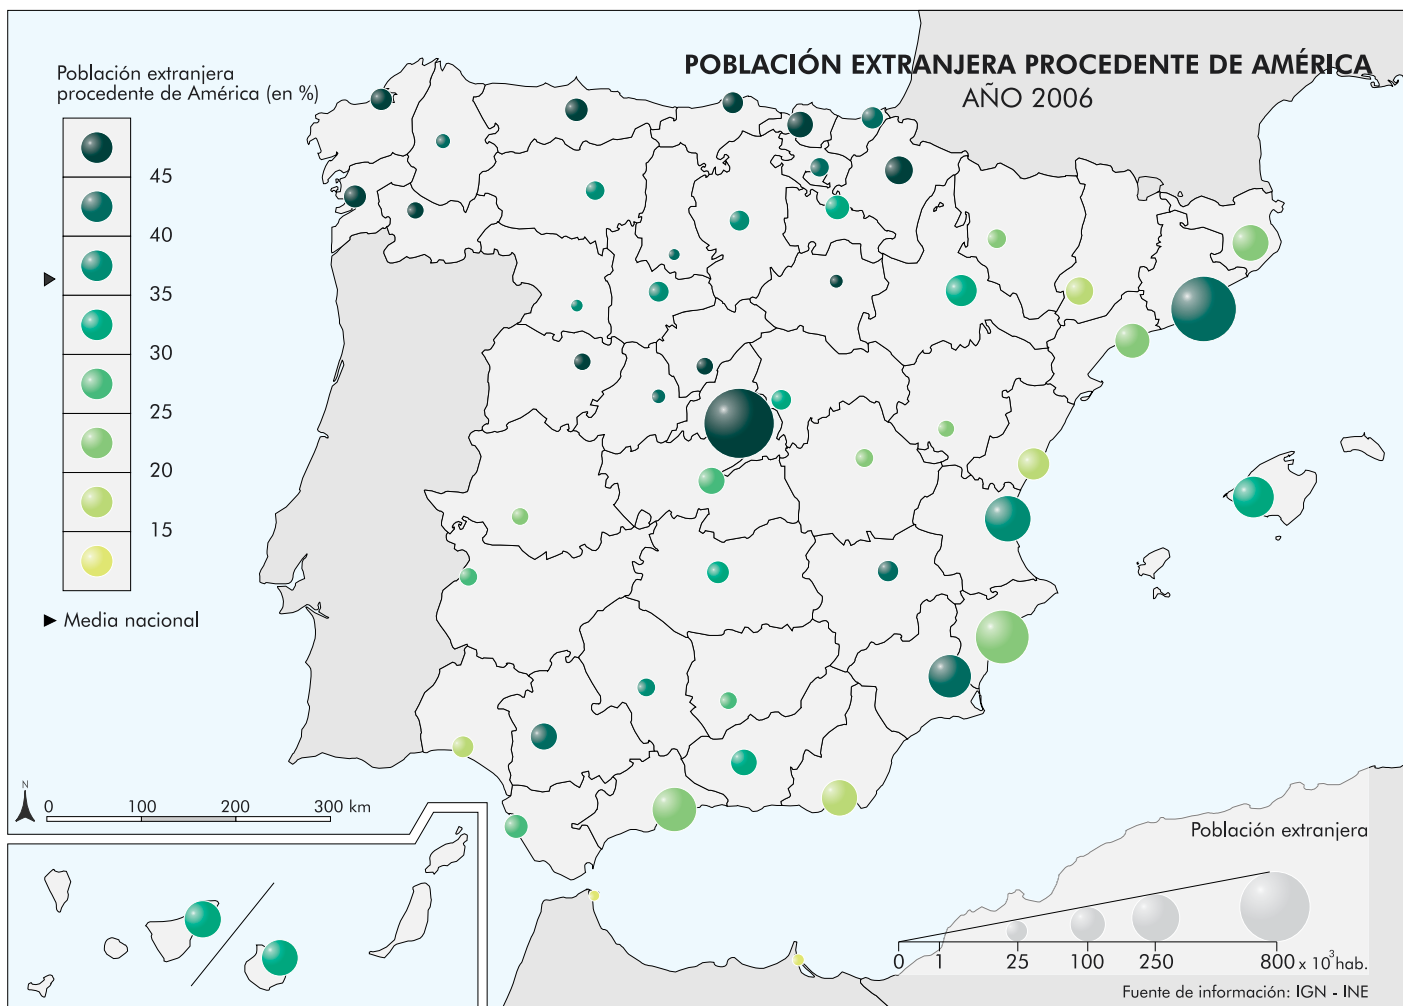 POBLACIÓN EXTRANJERA PROCEDENTE DE AMÉRICA
AÑO 2006
Población extranjera
procedente de América (en %)
45
40
35
30
25
20
15
Media nacional
N
0 100 200 300 km
Población extranjera
0 1 25 100 250 800 x 10³ hab.
Fuente de información: IGN - INE